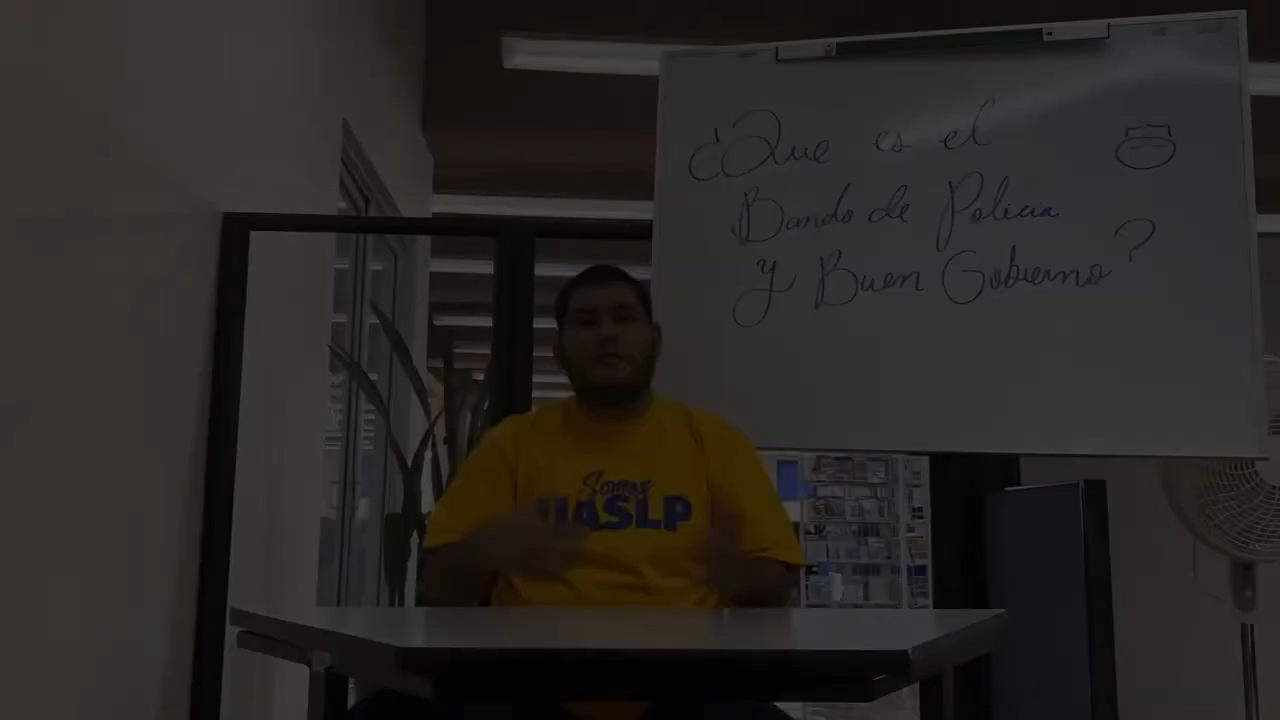 ¿Que es el
Bando de Policia
y Buen Gobierno?
Somos
UASLP